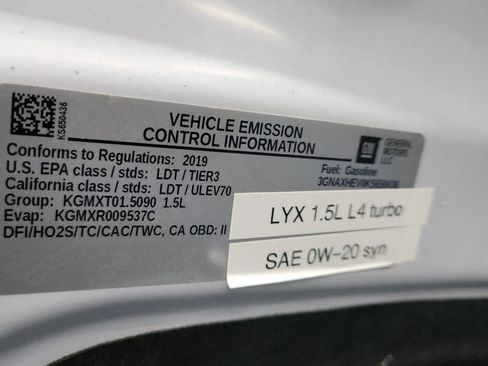 KS650436
VEHICLE EMISSION
CONTROL INFORMATION
GM
GENERAL
MOTORS,
LLC
Conforms to Regulations: 2019
U.S. EPA class / stds: LDT / TIER3
California class / stds: LDT / ULEV70
Group: KGMXT01.5090 1.5L
Evap: KGMXR009537C
DFI/HO2S/TC/CAC/TWC, CA OBD: II
Fuel: Gasoline
LYX 1.5L L4 turbo
SAE 0W-20 syn